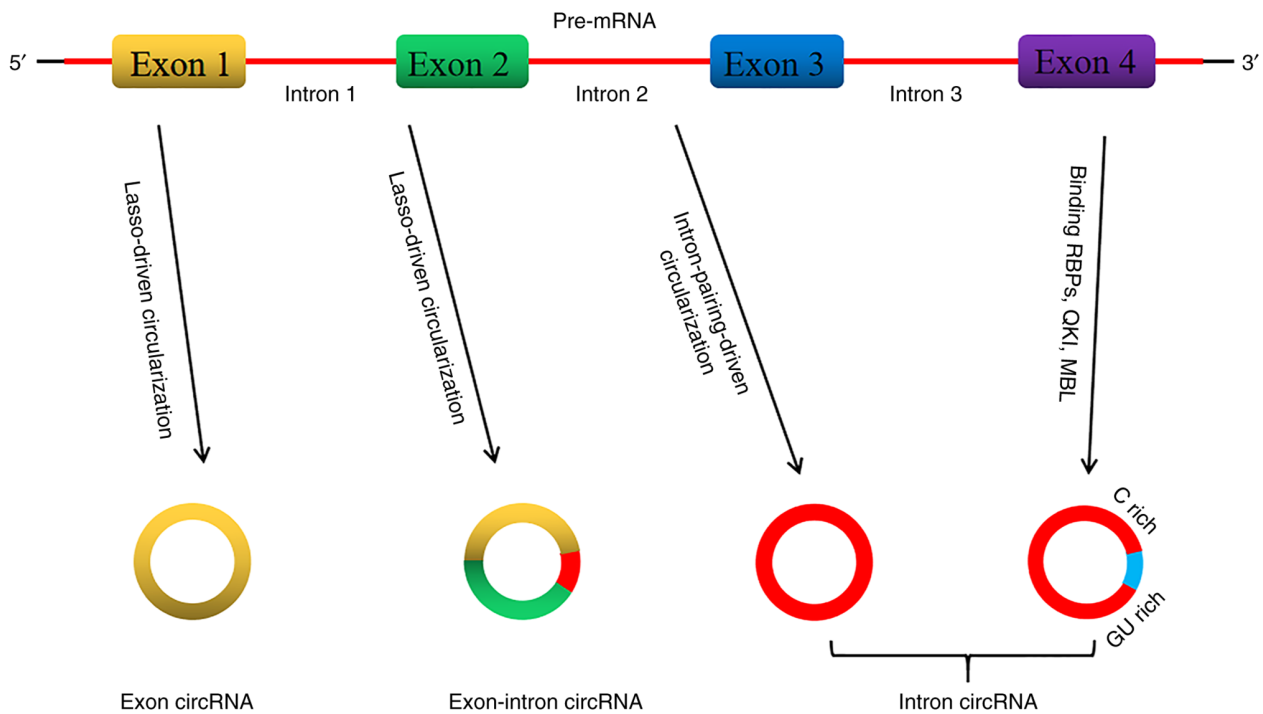 Pre-mRNA
5′
Exon 1
Exon 2
Exon 3
Exon 4
3′
Intron 1
Intron 2
Intron 3
Lasso-driven circularization
Lasso-driven circularization
Intron-pairing-driven
circularization
Binding RBPs, QKI, MBL
C rich
GU rich
Exon circRNA
Exon-intron circRNA
Intron circRNA